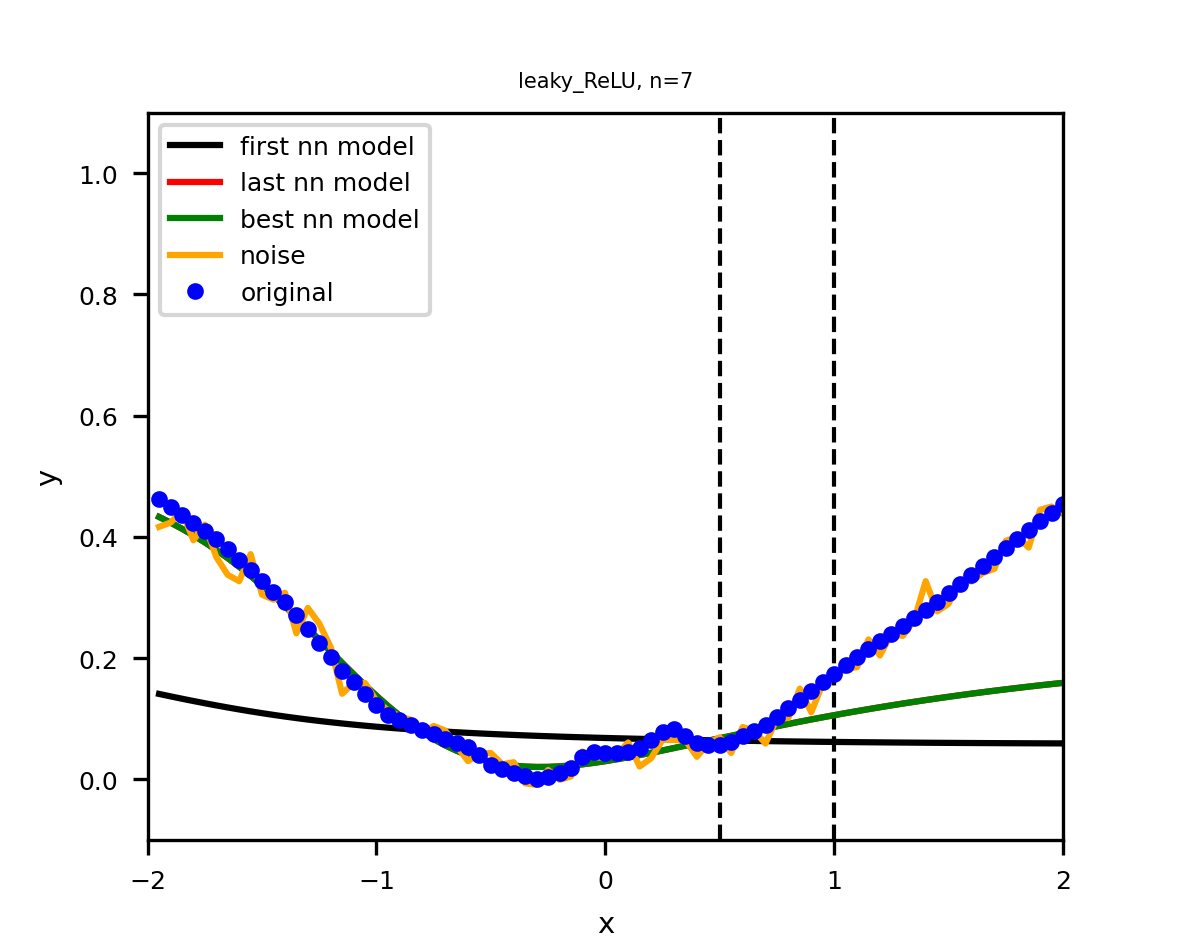 leaky_ReLU, n=7
first nn model
last nn model
best nn model
noise
original
1.0
0.8
0.6
0.4
0.2
0.0
y
−2
−1
0
1
2
x